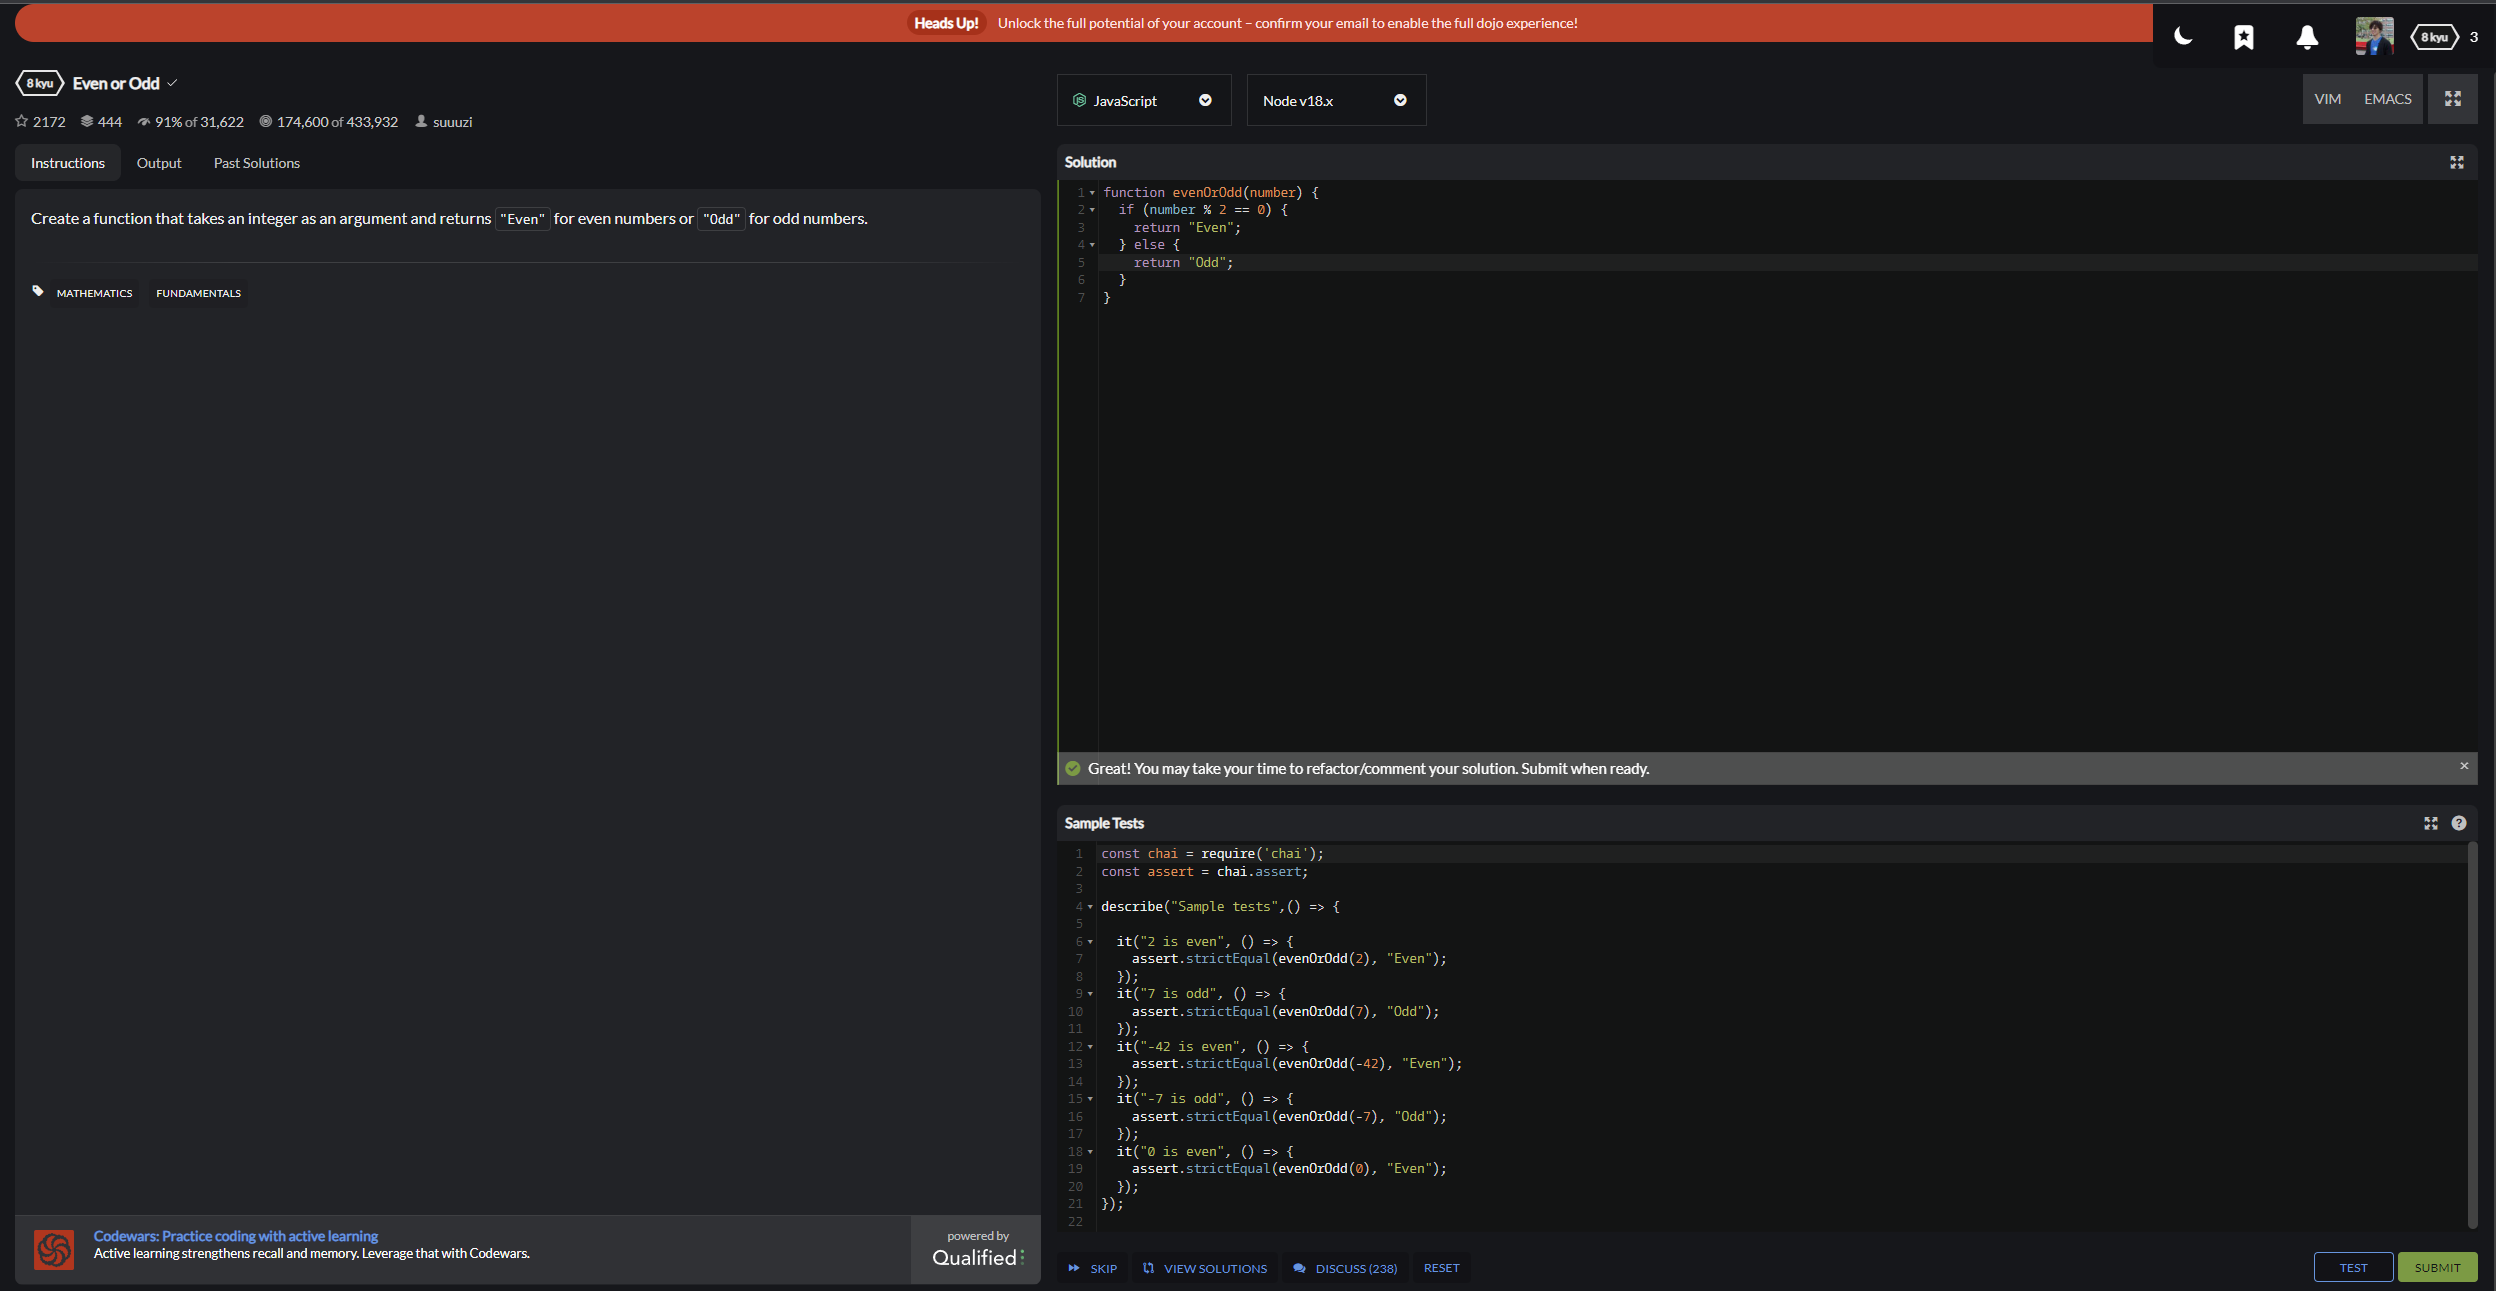 Heads Up! Unlock the full potential of your account – confirm your email to enable the full dojo experience!
8 kyu 3
8 kyu Even or Odd
2172 444 91% of 31,622 174,600 of 433,932 suuuzi
Instructions Output Past Solutions
Create a function that takes an integer as an argument and returns "Even" for even numbers or "Odd" for odd numbers.
MATHEMATICS FUNDAMENTALS
Codewars: Practice coding with active learning
Active learning strengthens recall and memory. Leverage that with Codewars.
powered by
Qualified
JavaScript Node v18.x VIM EMACS
Solution
1 function evenOrOdd(number) {
2   if (number % 2 == 0) {
3     return "Even";
4   } else {
5     return "Odd";
6   }
7 }
Great! You may take your time to refactor/comment your solution. Submit when ready.
Sample Tests
1 const chai = require('chai');
2 const assert = chai.assert;
3
4 describe("Sample tests",() => {
5
6   it("2 is even", () => {
7     assert.strictEqual(evenOrOdd(2), "Even");
8   });
9   it("7 is odd", () => {
10     assert.strictEqual(evenOrOdd(7), "Odd");
11   });
12   it("-42 is even", () => {
13     assert.strictEqual(evenOrOdd(-42), "Even");
14   });
15   it("-7 is odd", () => {
16     assert.strictEqual(evenOrOdd(-7), "Odd");
17   });
18   it("0 is even", () => {
19     assert.strictEqual(evenOrOdd(0), "Even");
20   });
21 });
22
SKIP VIEW SOLUTIONS DISCUSS (238) RESET TEST SUBMIT